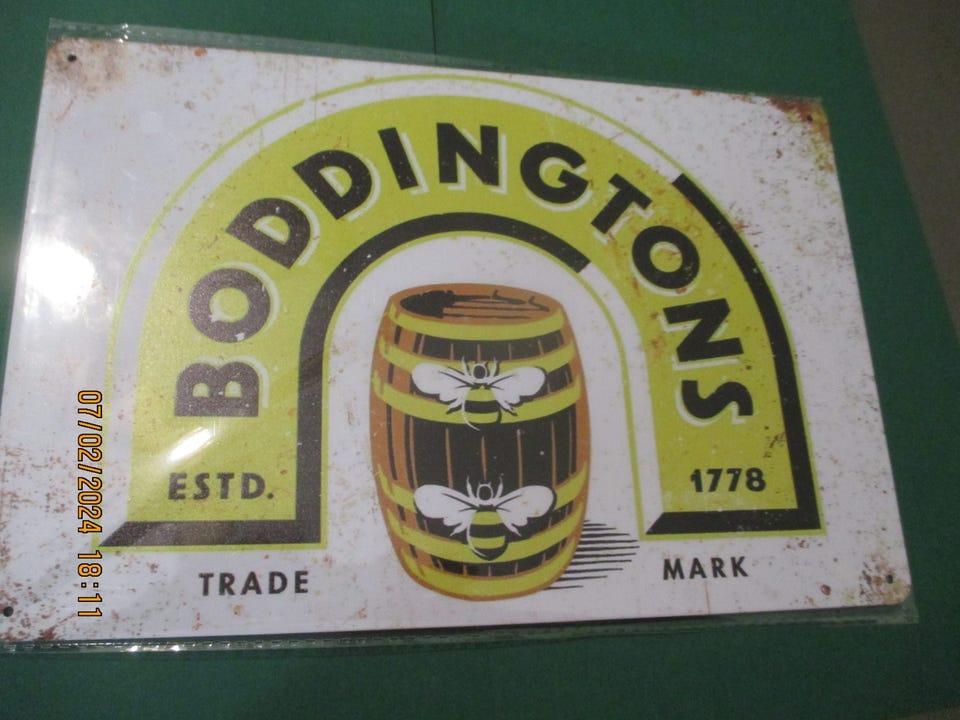 BODDINGTONS
ESTD. 1778
TRADE MARK
07/02/2024 18:11